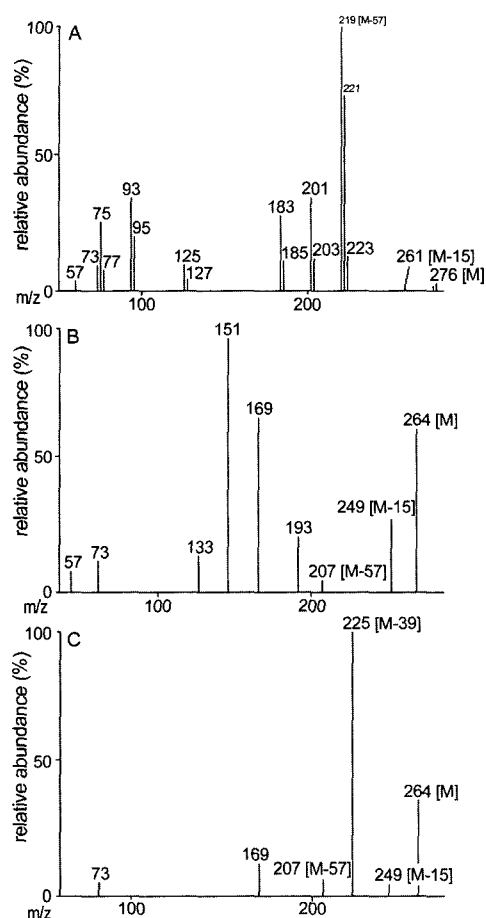 A
relative abundance (%)
100
50
0
219 [M-57]
221
93
75
95
73
77
57
125
127
201
183
185
203
223
261 [M-15]
276 [M]
m/z
100
200
B
relative abundance (%)
100
50
0
151
169
264 [M]
249 [M-15]
193
133
73
57
207 [M-57]
m/z
100
200
C
relative abundance (%)
100
50
0
225 [M-39]
264 [M]
169
207 [M-57]
249 [M-15]
73
m/z
100
200